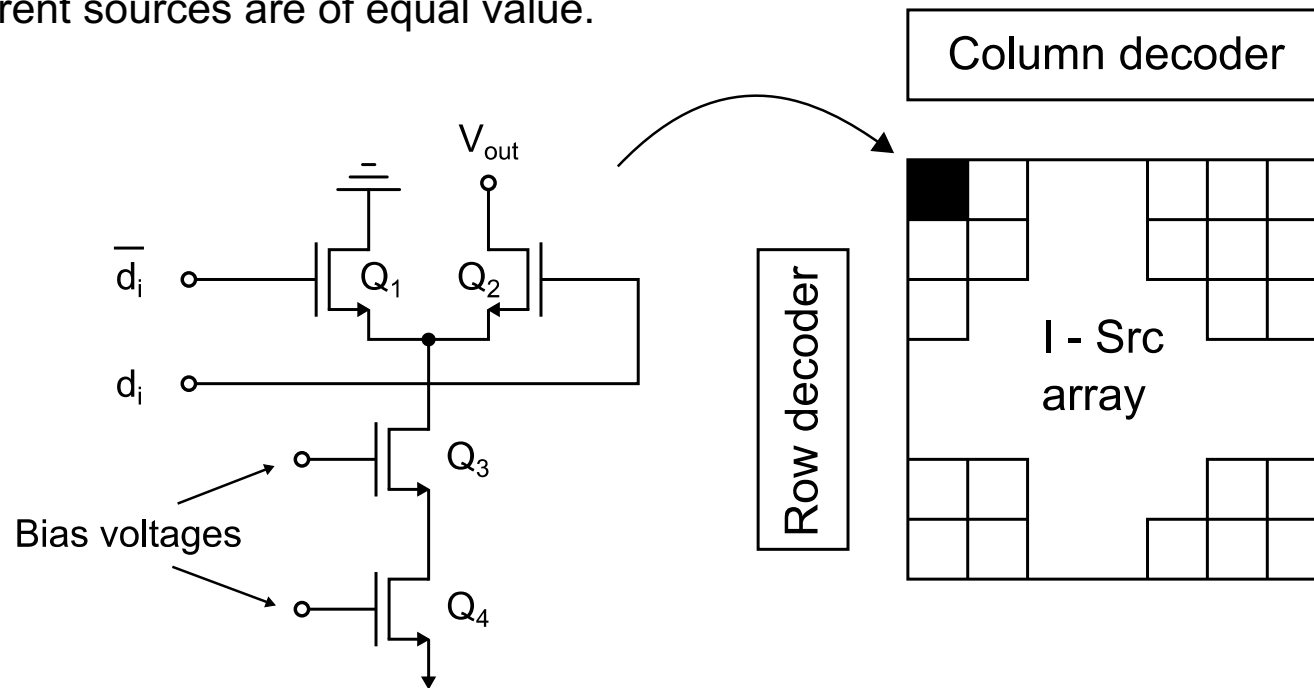 rent sources are of equal value.
Column decoder
V_out
d̅_i
Q_1
Q_2
Row decoder
I - Src
array
d_i
Q_3
Bias voltages
Q_4